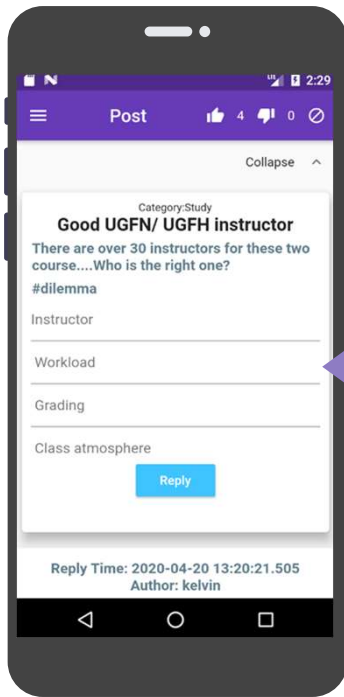 2:29
Post 4 0
Collapse
Category:Study
Good UGFN/ UGFH instructor
There are over 30 instructors for these two
course....Who is the right one?
#dilemma
Instructor
Workload
Grading
Class atmosphere
Reply
Reply Time: 2020-04-20 13:20:21.505
Author: kelvin